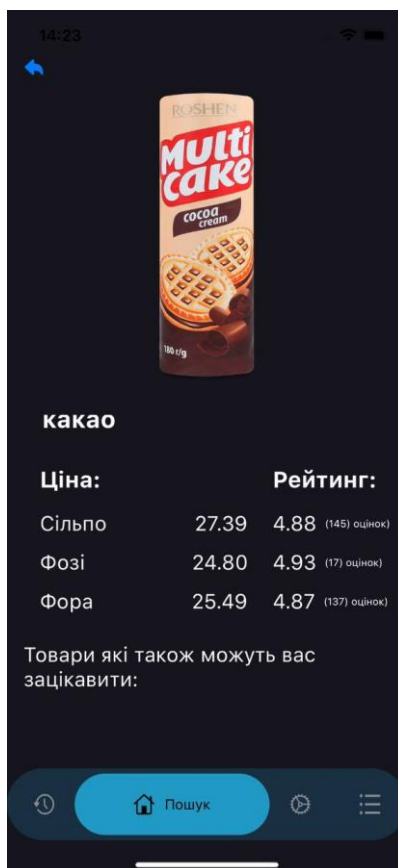 14:23
ROSHEN
Multi
Cake
cocoa
cream
180 г/g
какао
Ціна: Рейтинг:
Сільпо 27.39 4.88 (145) оцінок)
Фозі 24.80 4.93 (17) оцінок)
Фора 25.49 4.87 (137) оцінок)
Товари які також можуть вас
зацікавити:
Пошук